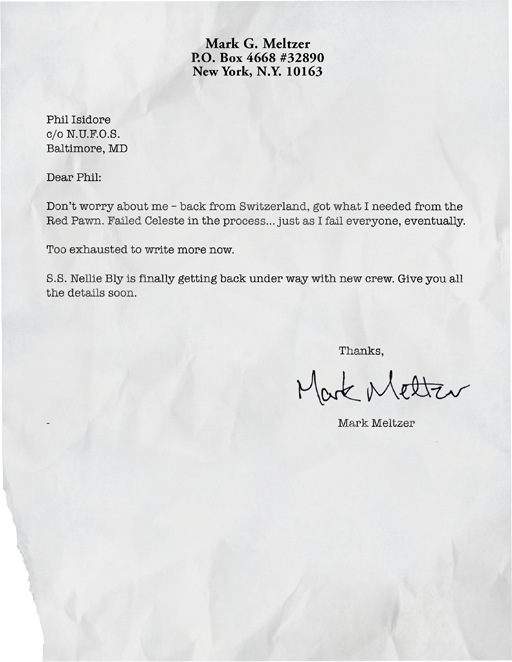 Mark G. Meltzer
P.O. Box 4668 #32890
New York, N.Y. 10163
Phil Isidore
c/o N.U.F.O.S.
Baltimore, MD
Dear Phil:
Don't worry about me – back from Switzerland, got what I needed from the
Red Pawn. Failed Celeste in the process... just as I fail everyone, eventually.
Too exhausted to write more now.
S.S. Nellie Bly is finally getting back under way with new crew. Give you all
the details soon.
Thanks,
Mark Meltzer
Mark Meltzer
-